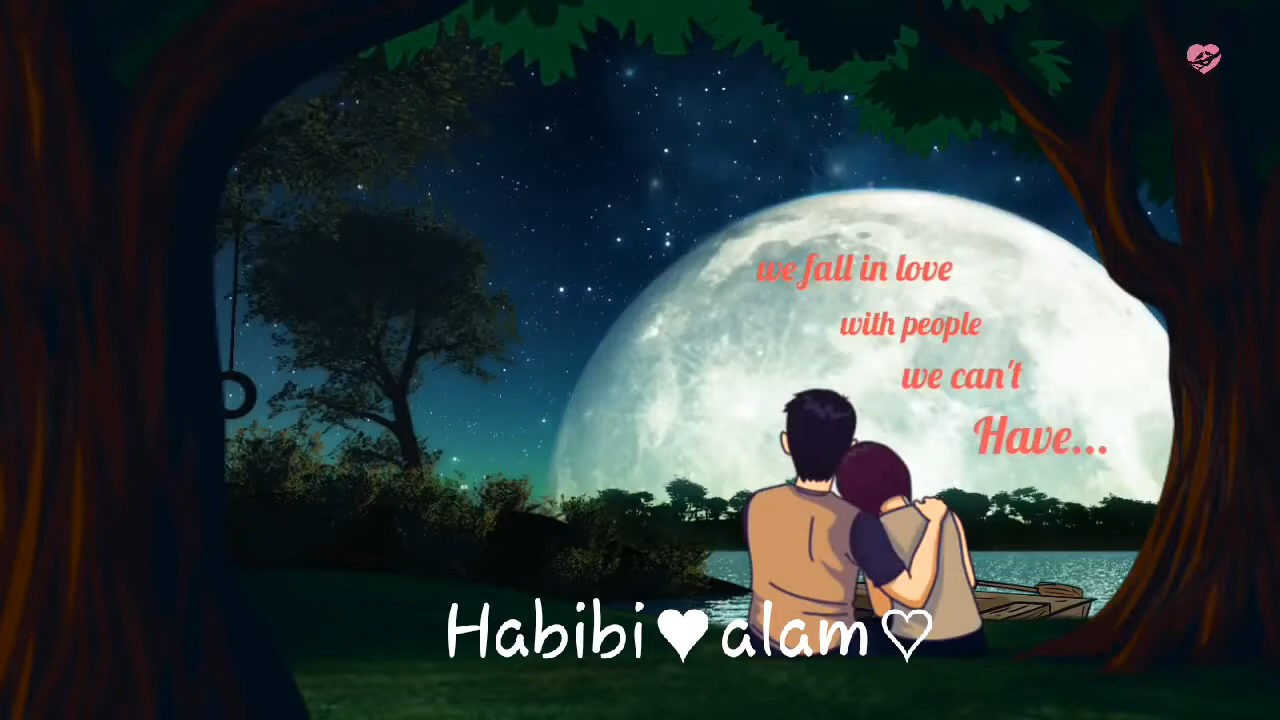 we fall in love
with people
we can't
Have...
Habibi♥alam♡